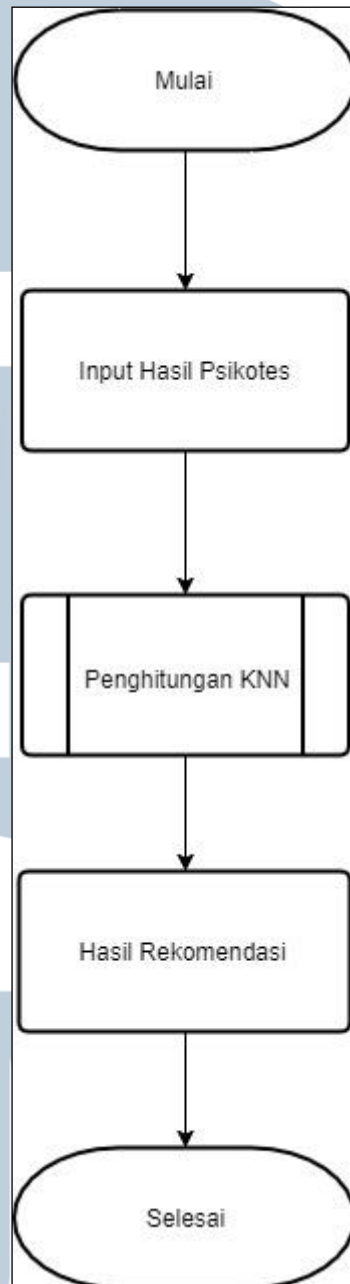 Mulai
Input Hasil Psikotes
Penghitungan KNN
Hasil Rekomendasi
Selesai